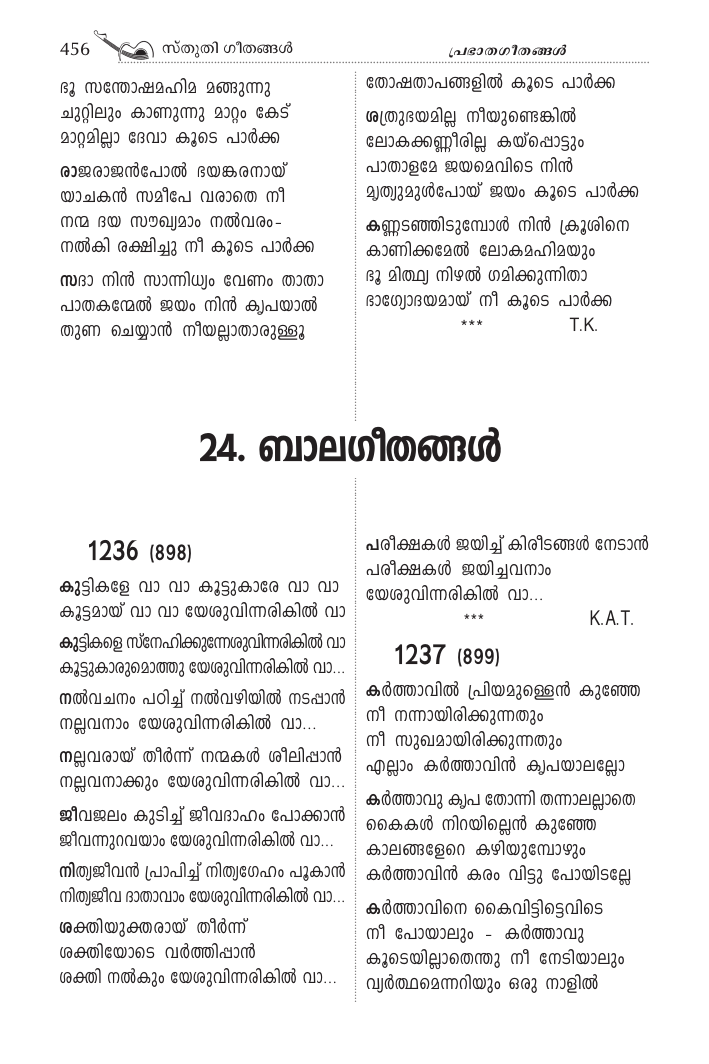 456 സ്തുതി ഗീതങ്ങൾ
പ്രഭാതഗീതങ്ങൾ
ഭൂ സന്തോഷമഹിമ മങ്ങുന്നു
ചുറ്റിലും കാണുന്നു മാറ്റം കേട്
മാറ്റമില്ലാ ദേവാ കൂടെ പാർക്ക
രാജരാജൻപോൽ ഭയങ്കരനായ്
യാചകൻ സമീപേ വരാതെ നീ
നന്മ ദയ സൗഖ്യമാം നൽവരം-
നൽകി രക്ഷിച്ചു നീ കൂടെ പാർക്ക
സദാ നിൻ സാന്നിധ്യം വേണം താതാ
പാതകന്മേൽ ജയം നിൻ കൃപയാൽ
തുണ ചെയ്യാൻ നീയല്ലാതാരുള്ളൂ
തോഷതാപങ്ങളിൽ കൂടെ പാർക്ക
ശത്രുഭയമില്ല നീയുണ്ടെങ്കിൽ
ലോകക്കണ്ണീരില്ല കയ്പ്പൊട്ടും
പാതാളമേ ജയമെവിടെ നിൻ
മൃത്യുമുൾപോയ് ജയം കൂടെ പാർക്ക
കണ്ണടഞ്ഞിടുമ്പോൾ നിൻ ക്രൂശിനെ
കാണിക്കമേൽ ലോകമഹിമയും
ഭൂ മിത്ഥ്യ നിഴൽ ഗമിക്കുന്നിതാ
ഭാഗ്യോദയമായ് നീ കൂടെ പാർക്ക
*** T.K.
24. ബാലഗീതങ്ങൾ
1236 (898)
കുട്ടികളേ വാ വാ കൂട്ടുകാരേ വാ വാ
കൂട്ടമായ് വാ വാ യേശുവിന്നരികിൽ വാ
കുട്ടികളെ സ്നേഹിക്കുന്നേശുവിന്നരികിൽ വാ
കൂട്ടുകാരുമൊത്തു യേശുവിന്നരികിൽ വാ...
നൽവചനം പഠിച്ച് നൽവഴിയിൽ നടപ്പാൻ
നല്ലവനാം യേശുവിന്നരികിൽ വാ...
നല്ലവരായ് തീർന്ന് നന്മകൾ ശീലിപ്പാൻ
നല്ലവനാക്കും യേശുവിന്നരികിൽ വാ...
ജീവജലം കുടിച്ച് ജീവദാഹം പോക്കാൻ
ജീവന്നുറവയാം യേശുവിന്നരികിൽ വാ...
നിത്യജീവൻ പ്രാപിച്ച് നിത്യഗേഹം പൂകാൻ
നിത്യജീവ ദാതാവാം യേശുവിന്നരികിൽ വാ...
ശക്തിയുക്തരായ് തീർന്ന്
ശക്തിയോടെ വർത്തിപ്പാൻ
ശക്തി നൽകും യേശുവിന്നരികിൽ വാ...
പരീക്ഷകൾ ജയിച്ച് കിരീടങ്ങൾ നേടാൻ
പരീക്ഷകൾ ജയിച്ചവനാം
യേശുവിന്നരികിൽ വാ...
*** K.A.T.
1237 (899)
കർത്താവിൽ പ്രിയമുള്ളെൻ കുഞ്ഞേ
നീ നന്നായിരിക്കുന്നതും
നീ സുഖമായിരിക്കുന്നതും
എല്ലാം കർത്താവിൻ കൃപയാലല്ലോ
കർത്താവു കൃപ തോന്നി തന്നാലല്ലാതെ
കൈകൾ നിറയില്ലെൻ കുഞ്ഞേ
കാലങ്ങളേറെ കഴിയുമ്പോഴും
കർത്താവിൻ കരം വിട്ടു പോയിടല്ലേ
കർത്താവിനെ കൈവിട്ടിട്ടെവിടെ
നീ പോയാലും - കർത്താവു
കൂടെയില്ലാതെന്തു നീ നേടിയാലും
വ്യർത്ഥമെന്നറിയും ഒരു നാളിൽ